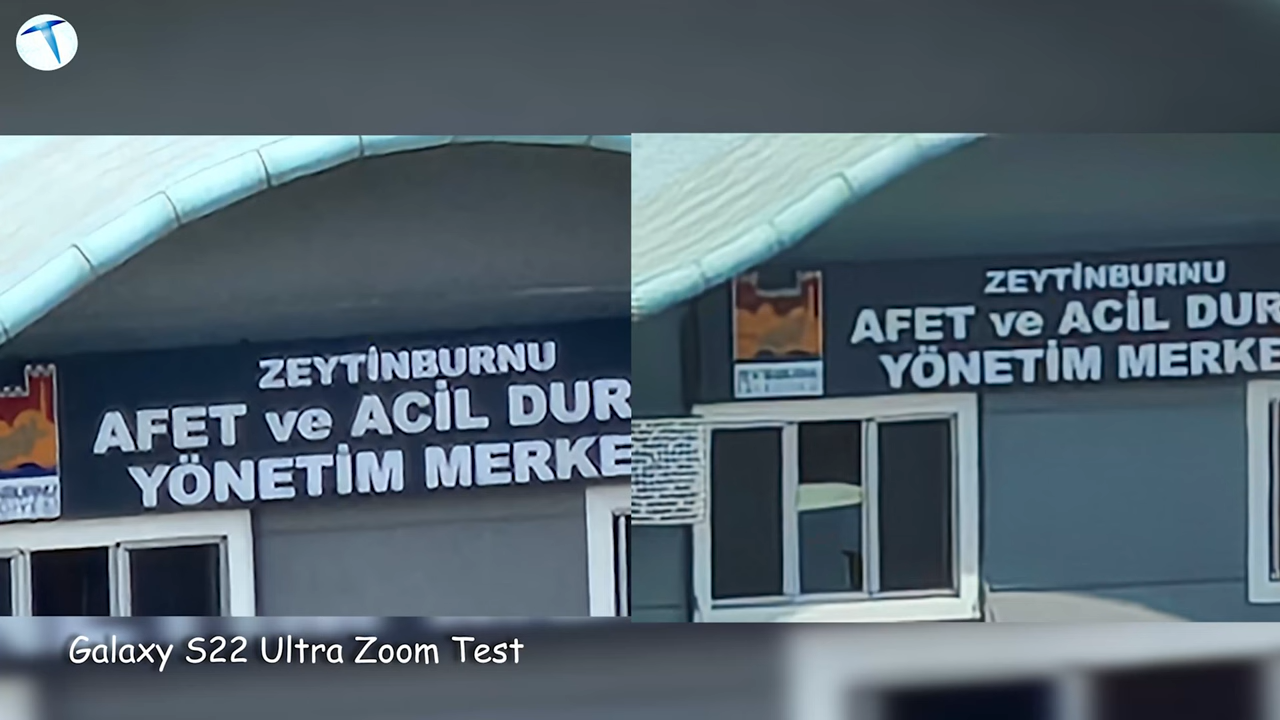 ZEYTİNBURNU
AFET ve ACİL DUR
YÖNETİM MERKE
ZEYTİNBURNU
AFET ve ACİL DUR
YÖNETİM MERKE
Galaxy S22 Ultra Zoom Test